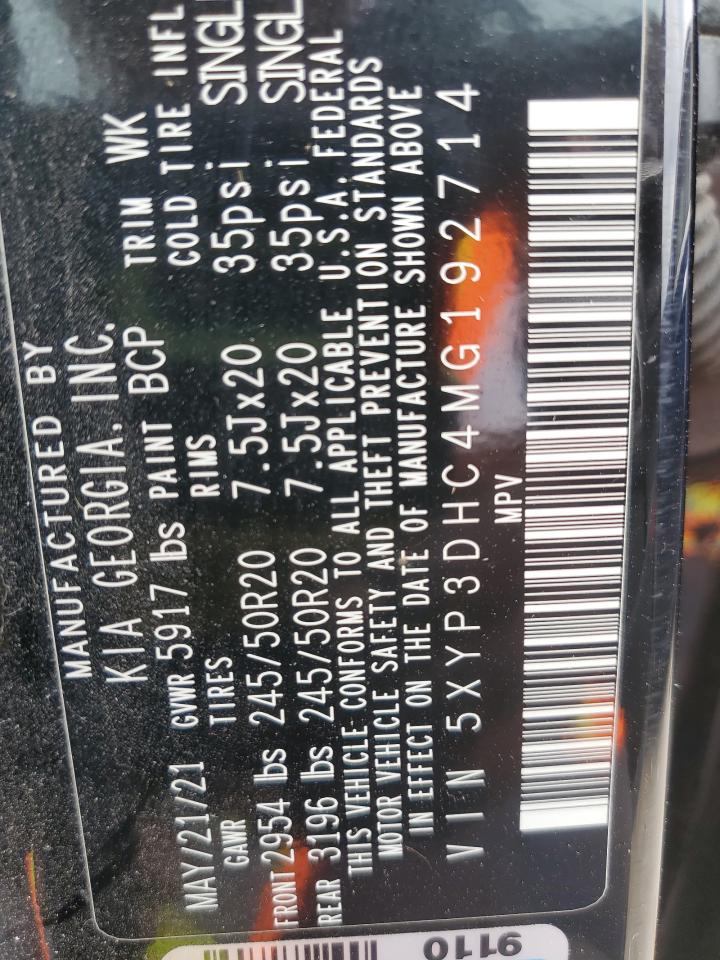 MANUFACTURED BY
KIA GEORGIA, INC.
MAY/21/21 GVWR 5917 lbs PAINT BCP TRIM WK
GAWR TIRES RIMS COLD TIRE INFL
FRONT 2954 lbs 245/50R20 7.5Jx20 35psi SINGL
REAR 3196 lbs 245/50R20 7.5Jx20 35psi SINGL
THIS VEHICLE CONFORMS TO ALL APPLICABLE U.S.A. FEDERAL
MOTOR VEHICLE SAFETY AND THEFT PREVENTION STANDARDS
IN EFFECT ON THE DATE OF MANUFACTURE SHOWN ABOVE
VIN 5XYP3DHC4MG192714
MPV
9110